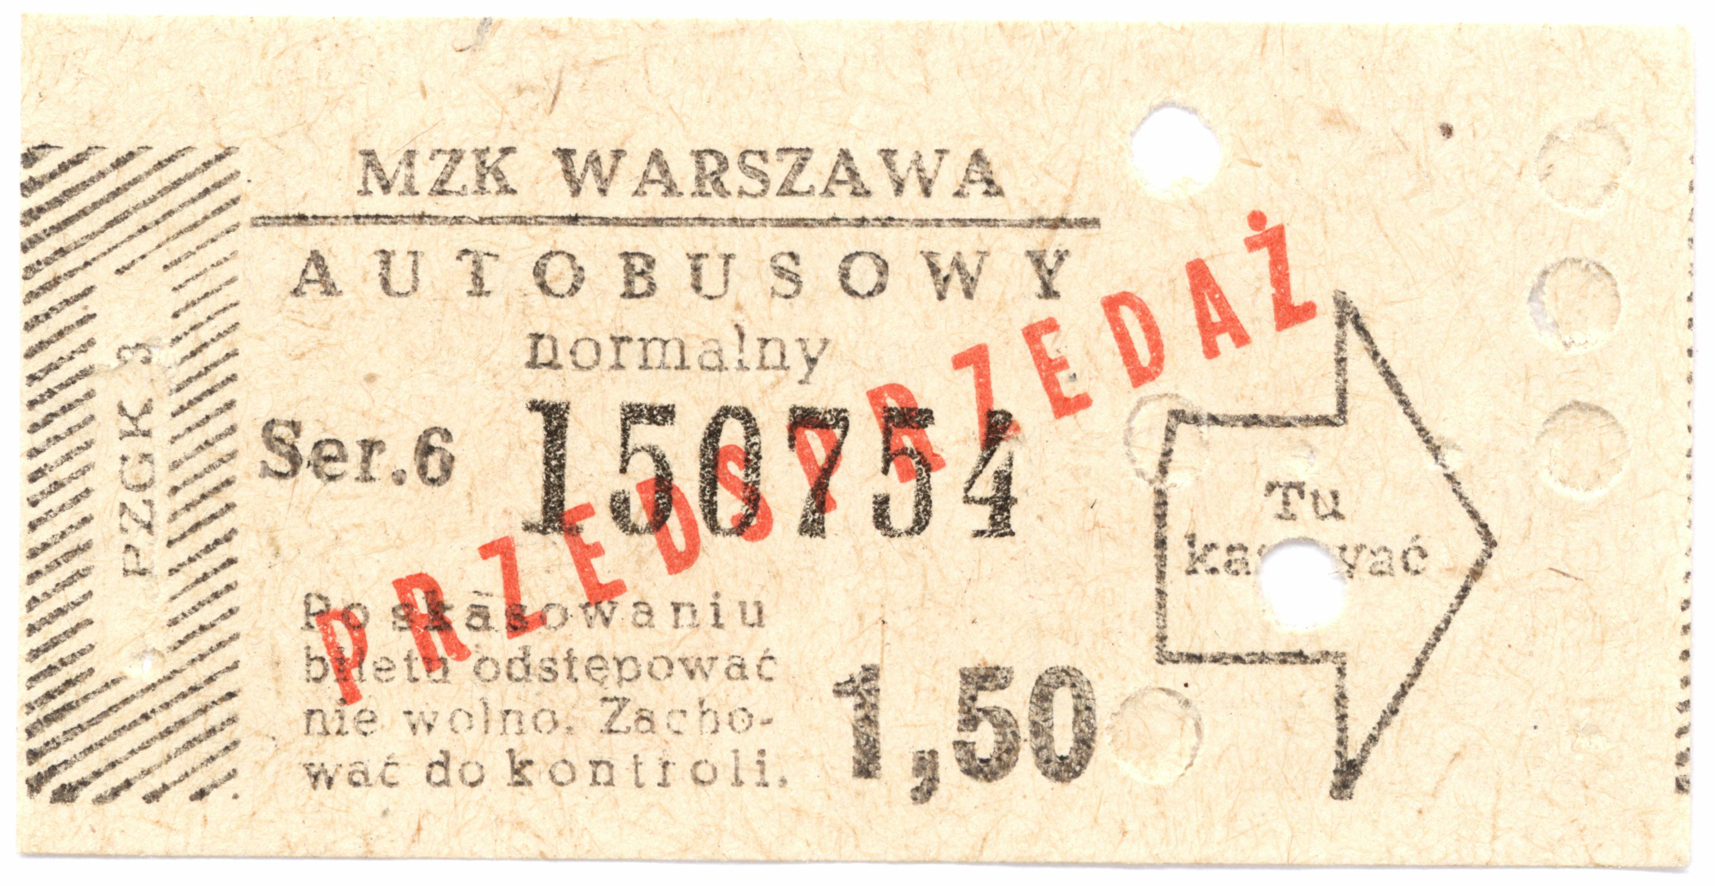 MZK WARSZAWA
AUTOBUSOWY
normalny
Ser.6 150754
PRZEDSPRZEDAŻ
Po skasowaniu
biletu odstępować
nie wolno. Zacho-
wać do kontroli.
1,50
Tu
PZGK 3